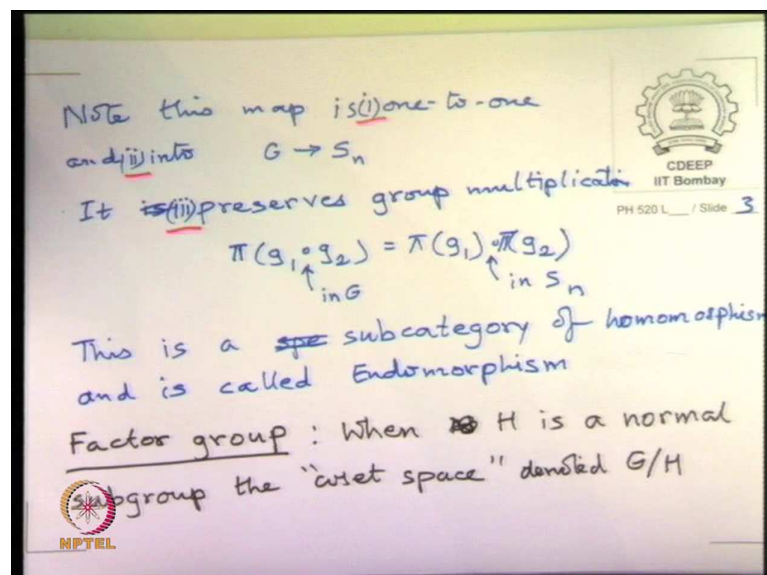 Note this map is(i)one-to-one
and(ii)into G → Sn
It is(iii)preserves group multiplication
π(g₁∘g₂) = π(g₁)∘π(g₂)
in G
in Sn
This is a spe subcategory of homomorphism
and is called Endomorphism
Factor group : When H is a normal
subgroup the "coset space" denoted G/H
CDEEP
IIT Bombay
PH 520 L___ / Slide 3
NPTEL